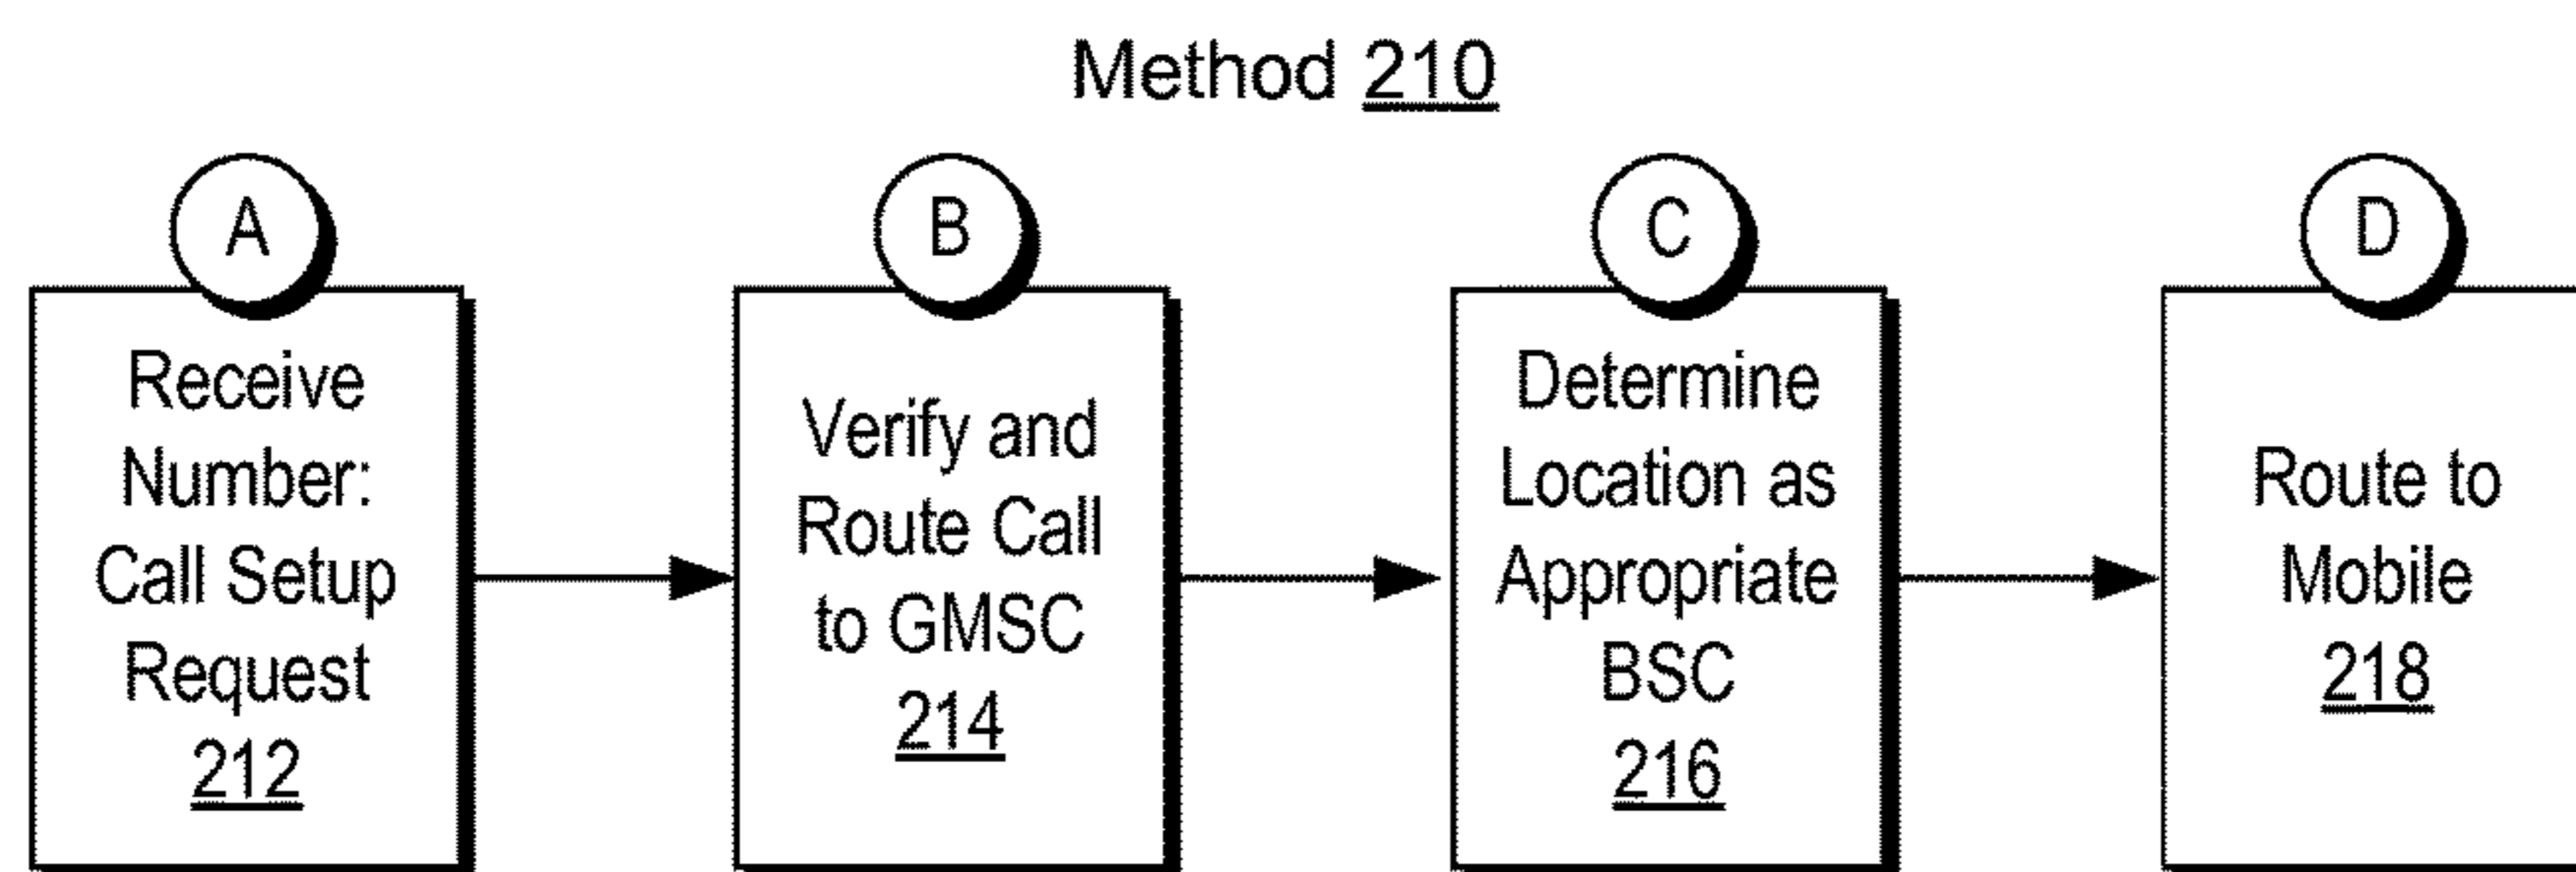 Method 210
A
Receive
Number:
Call Setup
Request
212
B
Verify and
Route Call
to GMSC
214
C
Determine
Location as
Appropriate
BSC
216
D
Route to
Mobile
218